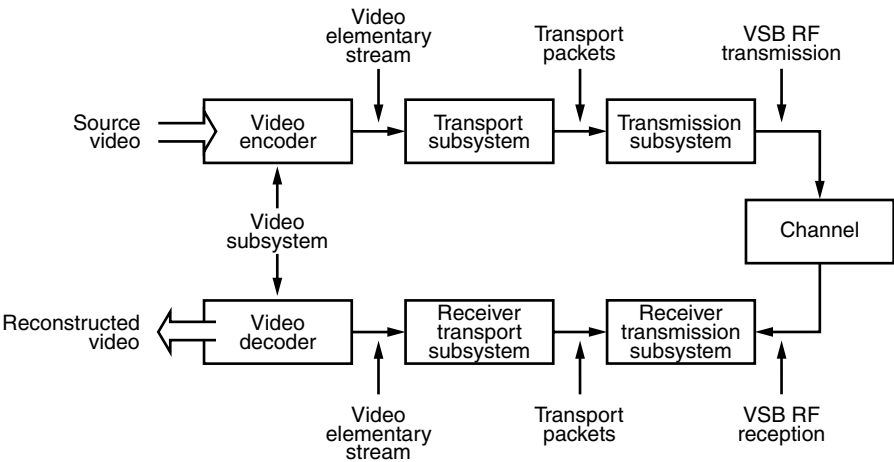 Video
elementary
stream
Transport
packets
VSB RF
transmission
Source
video
Video
encoder
Transport
subsystem
Transmission
subsystem
Video
subsystem
Channel
Reconstructed
video
Video
decoder
Receiver
transport
subsystem
Receiver
transmission
subsystem
Video
elementary
stream
Transport
packets
VSB RF
reception